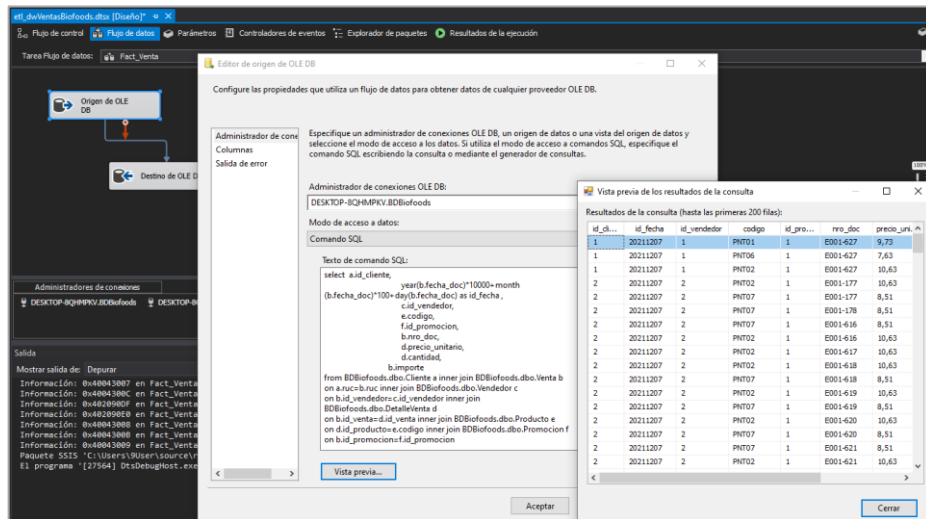 etl_dwVentasBiofoods.dtsx [Diseño]*
Flujo de control Flujo de datos Parámetros Controladores de eventos Explorador de paquetes Resultados de la ejecución
Tarea Flujo de datos: Fact_Venta
Origen de OLE
DB
Destino de OLE D
Administradores de conexiones
DESKTOP-8QHMPKV.BDBiofoods DESKTOP-8
Salida
Mostrar salida de: Depurar
Información: 0x40043007 en Fact_Venta
Información: 0x4004300C en Fact_Venta
Información: 0x402090DF en Fact_Venta
Información: 0x402090E0 en Fact_Venta
Información: 0x40043008 en Fact_Venta
Información: 0x4004300B en Fact_Venta
Información: 0x40043009 en Fact_Venta
Paquete SSIS 'C:\Users\9User\source\r
El programa '[27564] DtsDebugHost.exe
Editor de origen de OLE DB
Configure las propiedades que utiliza un flujo de datos para obtener datos de cualquier proveedor OLE DB.
Administrador de cone
Columnas
Salida de error
Especifique un administrador de conexiones OLE DB, un origen de datos o una vista del origen de datos y
seleccione el modo de acceso a los datos. Si utiliza el modo de acceso a comandos SQL, especifique el
comando SQL escribiendo la consulta o mediante el generador de consultas.
Administrador de conexiones OLE DB:
DESKTOP-8QHMPKV.BDBiofoods
Modo de acceso a datos:
Comando SQL
Texto de comando SQL:
select a.id_cliente,
year(b.fecha_doc)*10000+month
(b.fecha_doc)*100+day(b.fecha_doc) as id_fecha ,
c.id_vendedor,
e.codigo,
f.id_promocion,
b.nro_doc,
d.precio_unitario,
d.cantidad,
b.importe
from BDBiofoods.dbo.Cliente a inner join BDBiofoods.dbo.Venta b
on a.ruc=b.ruc inner join BDBiofoods.dbo.Vendedor c
on b.id_vendedor=c.id_vendedor inner join
BDBiofoods.dbo.DetalleVenta d
on b.id_venta=d.id_venta inner join BDBiofoods.dbo.Producto e
on d.id_producto=e.codigo inner join BDBiofoods.dbo.Promocion f
on b.id_promocion=f.id_promocion
Vista previa...
Aceptar
100%
Vista previa de los resultados de la consulta
Resultados de la consulta (hasta las primeras 200 filas):
id_cli... id_fecha id_vendedor codigo id_pro... nro_doc precio_uni.
1 20211207 1 PNT01 1 E001-627 9,73
1 20211207 1 PNT06 1 E001-627 7,63
1 20211207 1 PNT02 1 E001-627 10,63
2 20211207 2 PNT02 1 E001-177 10,63
2 20211207 2 PNT07 1 E001-177 8,51
2 20211207 2 PNT07 1 E001-178 8,51
2 20211207 2 PNT07 1 E001-616 8,51
2 20211207 2 PNT02 1 E001-616 10,63
2 20211207 2 PNT02 1 E001-617 10,63
2 20211207 2 PNT02 1 E001-618 10,63
2 20211207 2 PNT07 1 E001-618 8,51
2 20211207 2 PNT02 1 E001-619 10,63
2 20211207 2 PNT07 1 E001-619 8,51
2 20211207 2 PNT02 1 E001-620 10,63
2 20211207 2 PNT07 1 E001-620 8,51
2 20211207 2 PNT07 1 E001-621 8,51
2 20211207 2 PNT02 1 E001-621 10,63
Cerrar